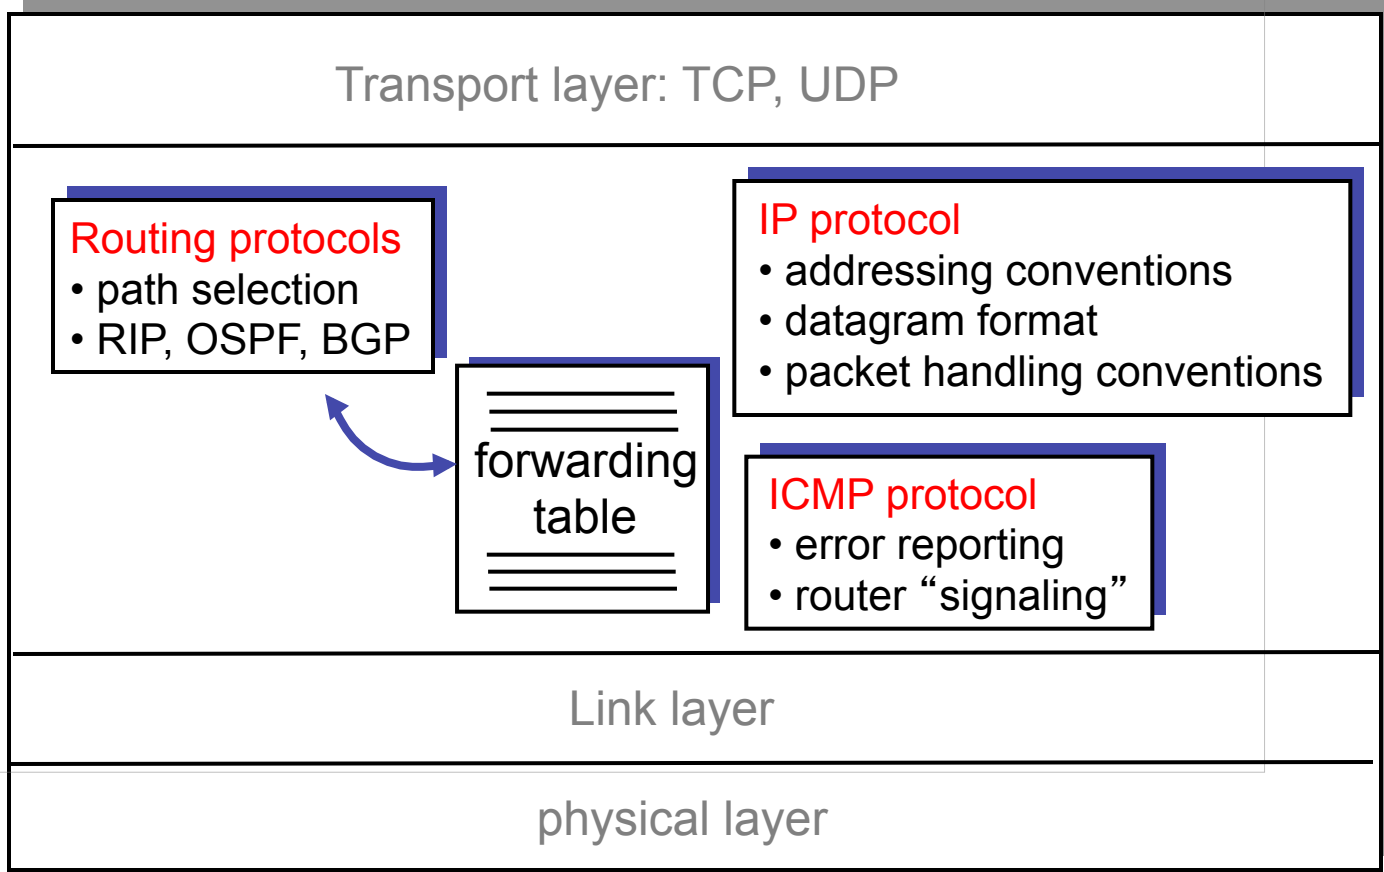 Transport layer: TCP, UDP
Routing protocols
• path selection
• RIP, OSPF, BGP
forwarding
table
IP protocol
• addressing conventions
• datagram format
• packet handling conventions
ICMP protocol
• error reporting
• router “signaling”
Link layer
physical layer